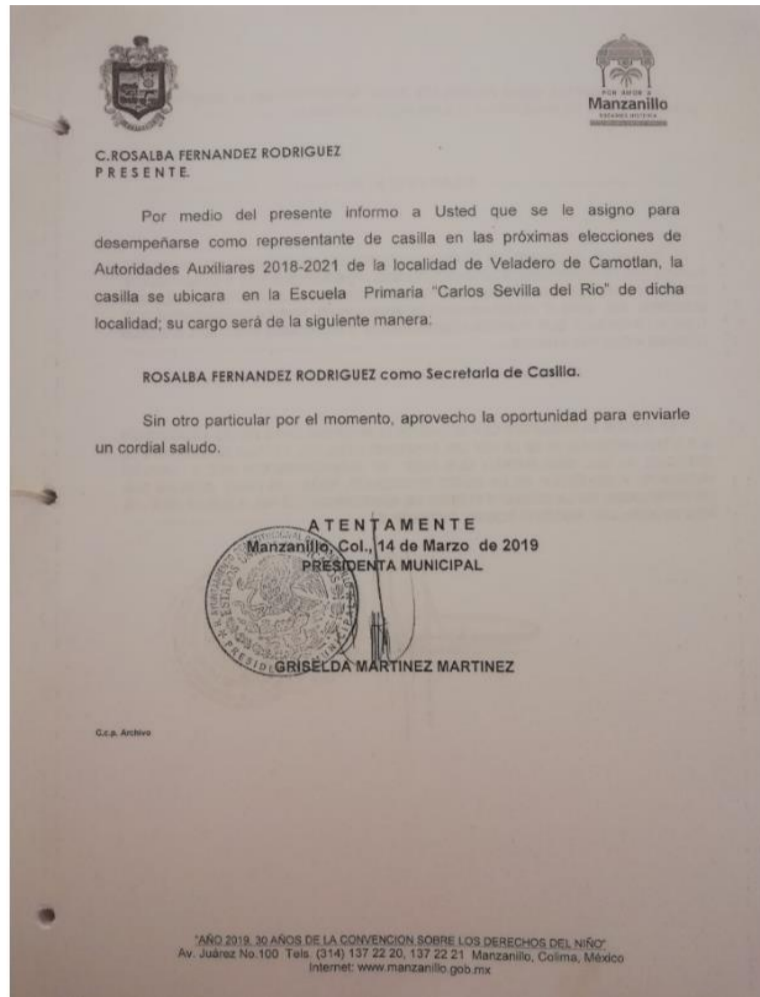 POR AMOR A
Manzanillo
C.ROSALBA FERNANDEZ RODRIGUEZ
P R E S E N T E.
Por medio del presente informo a Usted que se le asigno para
desempeñarse como representante de casilla en las próximas elecciones de
Autoridades Auxiliares 2018-2021 de la localidad de Veladero de Camotlan, la
casilla se ubicara en la Escuela Primaria "Carlos Sevilla del Rio" de dicha
localidad; su cargo será de la siguiente manera:
ROSALBA FERNANDEZ RODRIGUEZ como Secretaria de Casilla.
Sin otro particular por el momento, aprovecho la oportunidad para enviarle
un cordial saludo.
A T E N T A M E N T E
Manzanillo, Col., 14 de Marzo de 2019
PRESIDENTA MUNICIPAL
GRISELDA MARTINEZ MARTINEZ
C.c.p. Archivo
"AÑO 2019, 30 AÑOS DE LA CONVENCION SOBRE LOS DERECHOS DEL NIÑO"
Av. Juárez No.100 Tels. (314) 137 22 20, 137 22 21 Manzanillo, Colima, México
Internet: www.manzanillo.gob.mx